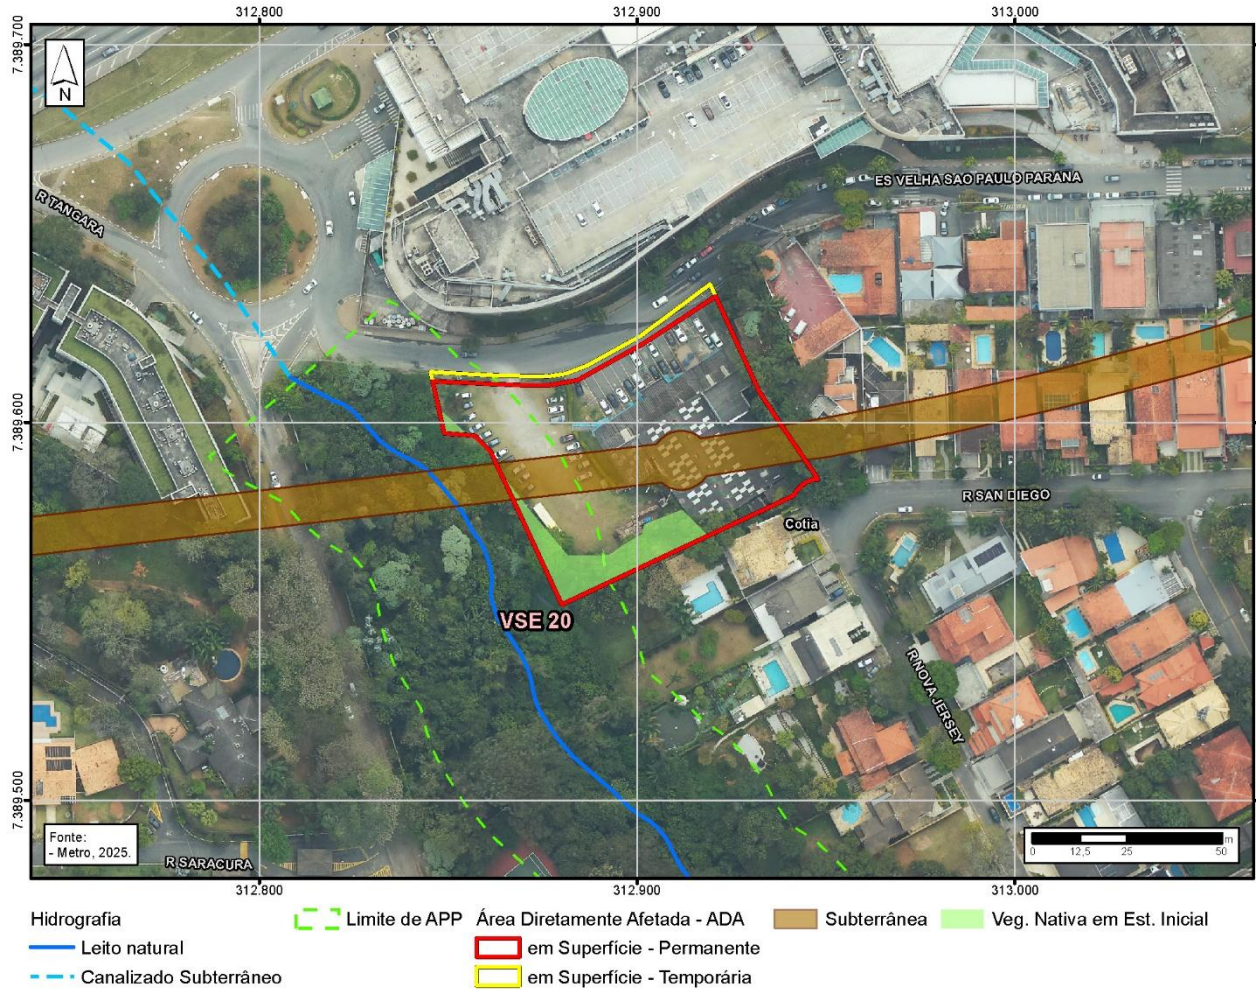 312.800
312.900
313.000
7.389.700
N
R TANGARA
ES VELHA SAO PAULO PARANA
7.389.600
R SAN DIEGO
Cotia
VSE 20
R NOVA JERSEY
7.389.500
Fonte:
- Metro, 2025.
R SARACURA
m
0 12,5 25 50
312.800
312.900
313.000
Hidrografia
Leito natural
Canalizado Subterrâneo
Limite de APP
Área Diretamente Afetada - ADA
em Superfície - Permanente
em Superfície - Temporária
Subterrânea
Veg. Nativa em Est. Inicial